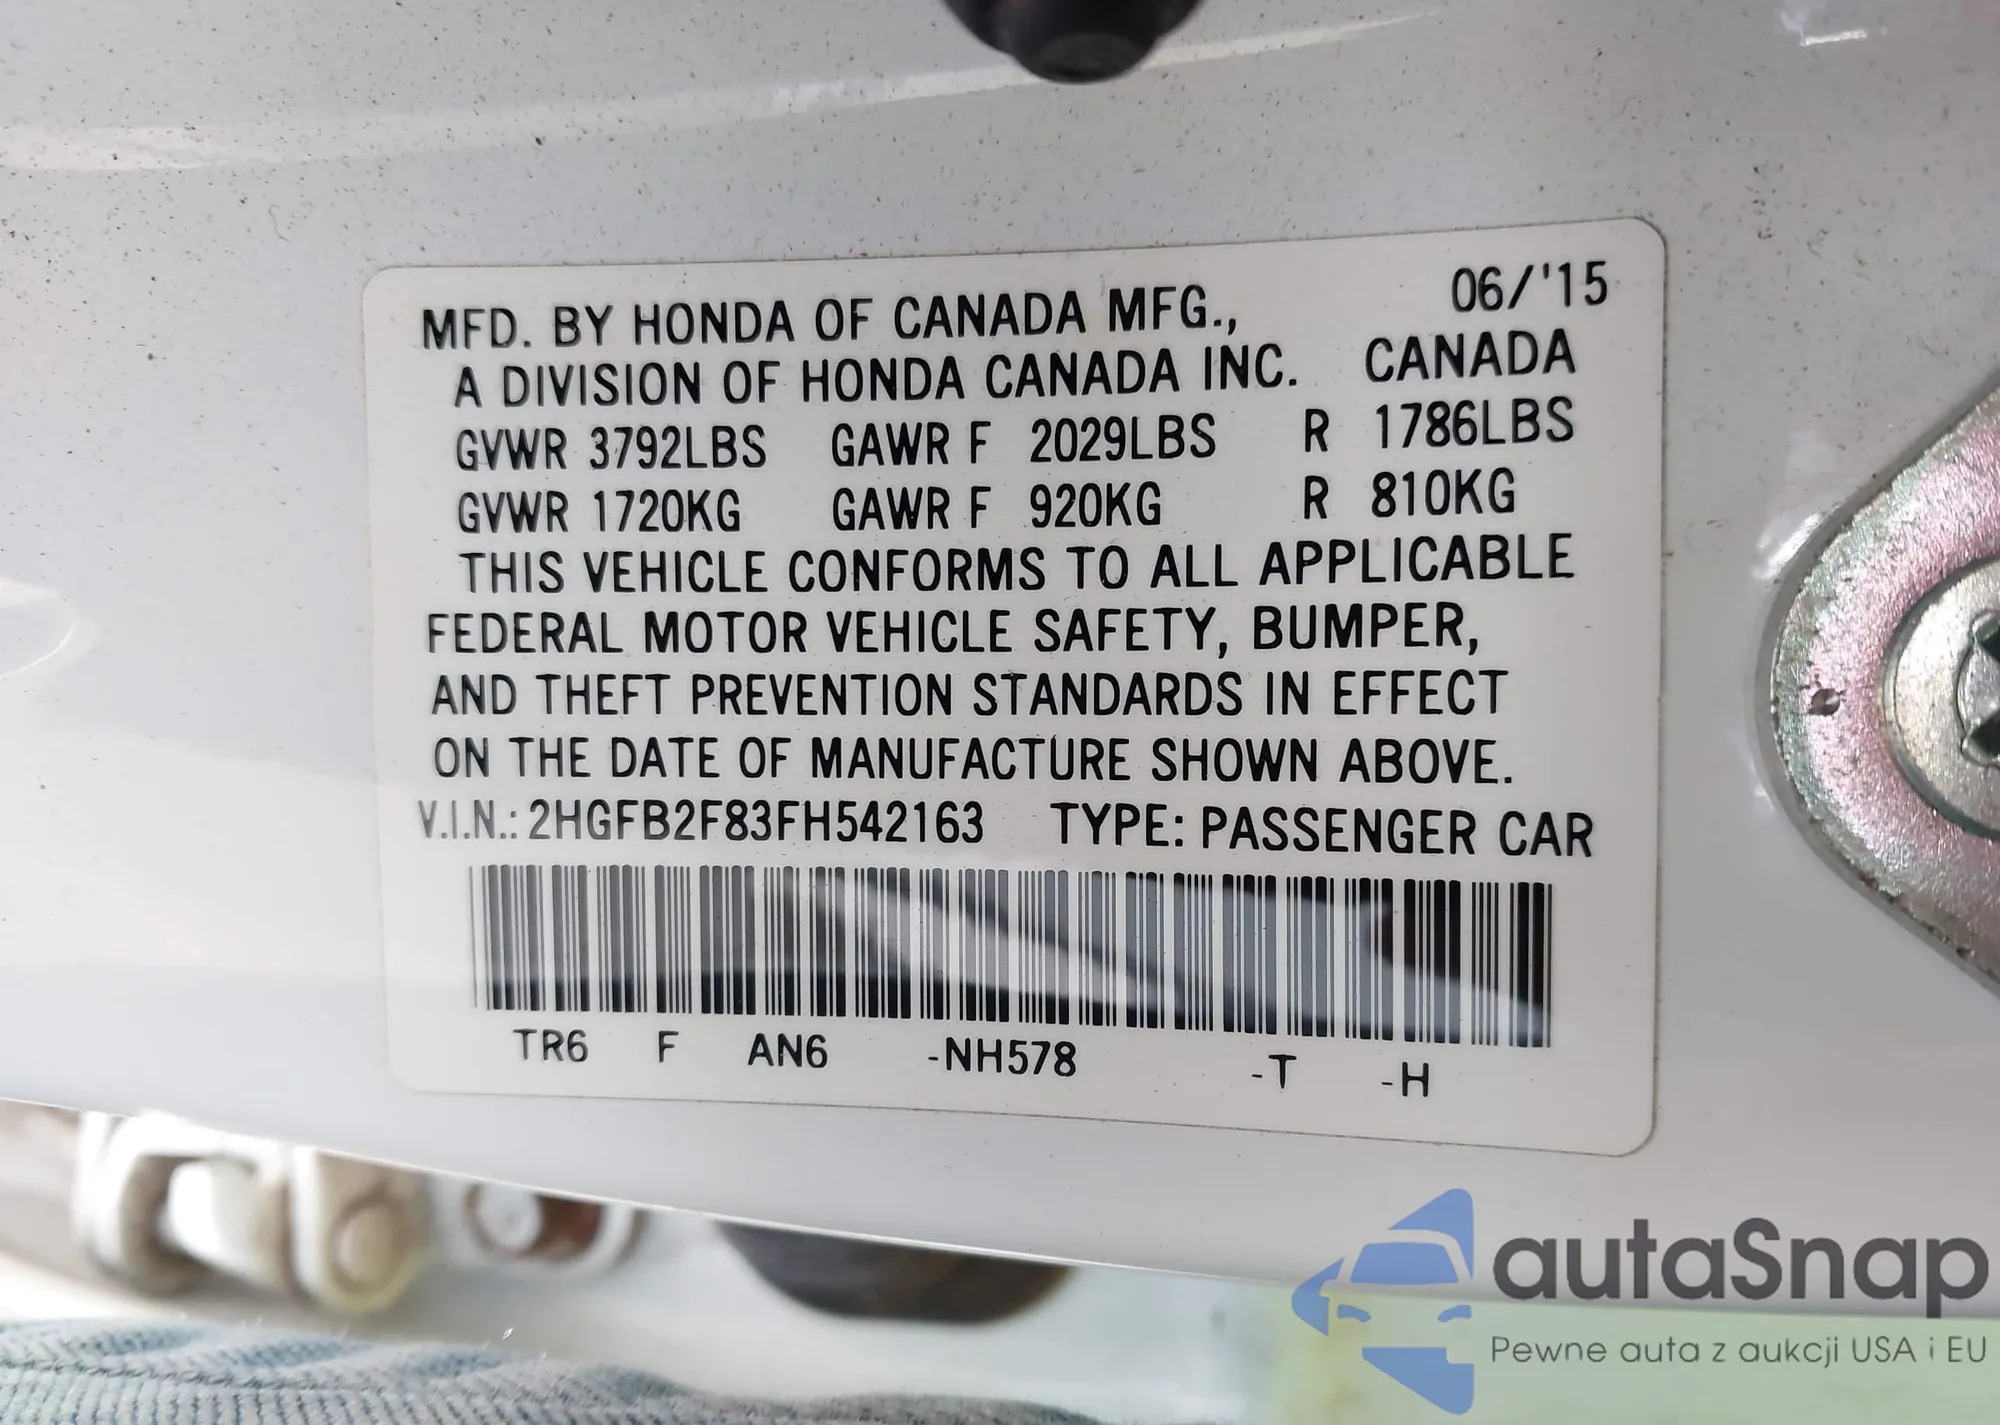 MFD. BY HONDA OF CANADA MFG., 06/'15
A DIVISION OF HONDA CANADA INC. CANADA
GVWR 3792LBS GAWR F 2029LBS R 1786LBS
GVWR 1720KG GAWR F 920KG R 810KG
THIS VEHICLE CONFORMS TO ALL APPLICABLE
FEDERAL MOTOR VEHICLE SAFETY, BUMPER,
AND THEFT PREVENTION STANDARDS IN EFFECT
ON THE DATE OF MANUFACTURE SHOWN ABOVE.
V.I.N.: 2HGFB2F83FH542163 TYPE: PASSENGER CAR
TR6 F AN6 -NH578 -T -H
autaSnap
Pewne auta z aukcji USA i EU